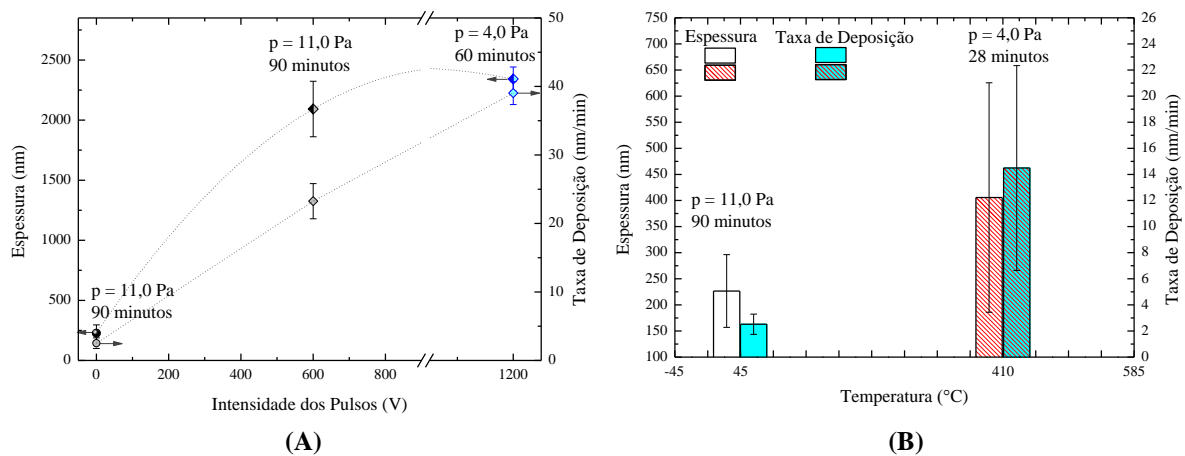 Espessura (nm)
2500
2000
1500
1000
500
0
50
40
30
20
10
0
Taxa de Deposição (nm/min)
p = 11,0 Pa
90 minutos
p = 4,0 Pa
60 minutos
p = 11,0 Pa
90 minutos
0 200 400 600 800 1200
Intensidade dos Pulsos (V)
(A)
Espessura (nm)
750
700
650
600
550
500
450
400
350
300
250
200
150
100
26
24
22
20
18
16
14
12
10
8
6
4
2
0
Taxa de Deposição (nm/min)
Espessura
Taxa de Deposição
p = 4,0 Pa
28 minutos
p = 11,0 Pa
90 minutos
-45 45 410 585
Temperatura (°C)
(B)